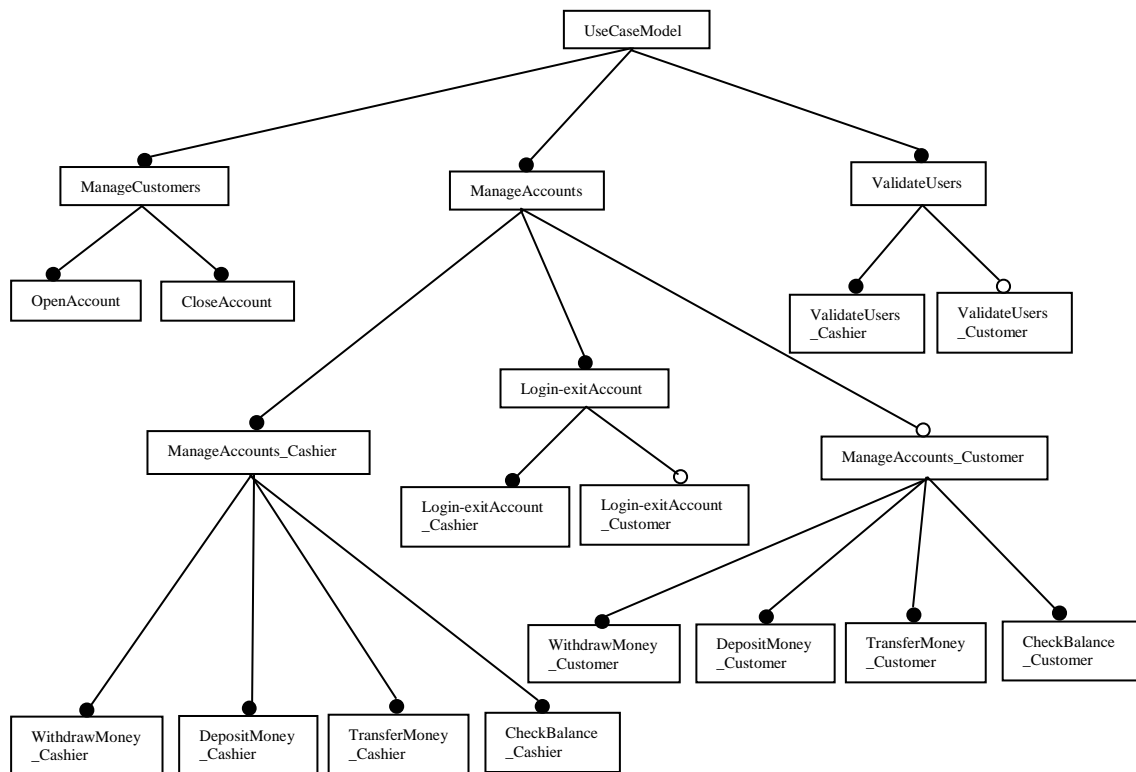 UseCaseModel
ManageCustomers
ManageAccounts
ValidateUsers
OpenAccount
CloseAccount
ValidateUsers
_Cashier
ValidateUsers
_Customer
Login-exitAccount
ManageAccounts_Cashier
ManageAccounts_Customer
Login-exitAccount
_Cashier
Login-exitAccount
_Customer
WithdrawMoney
_Customer
DepositMoney
_Customer
TransferMoney
_Customer
CheckBalance
_Customer
WithdrawMoney
_Cashier
DepositMoney
_Cashier
TransferMoney
_Cashier
CheckBalance
_Cashier